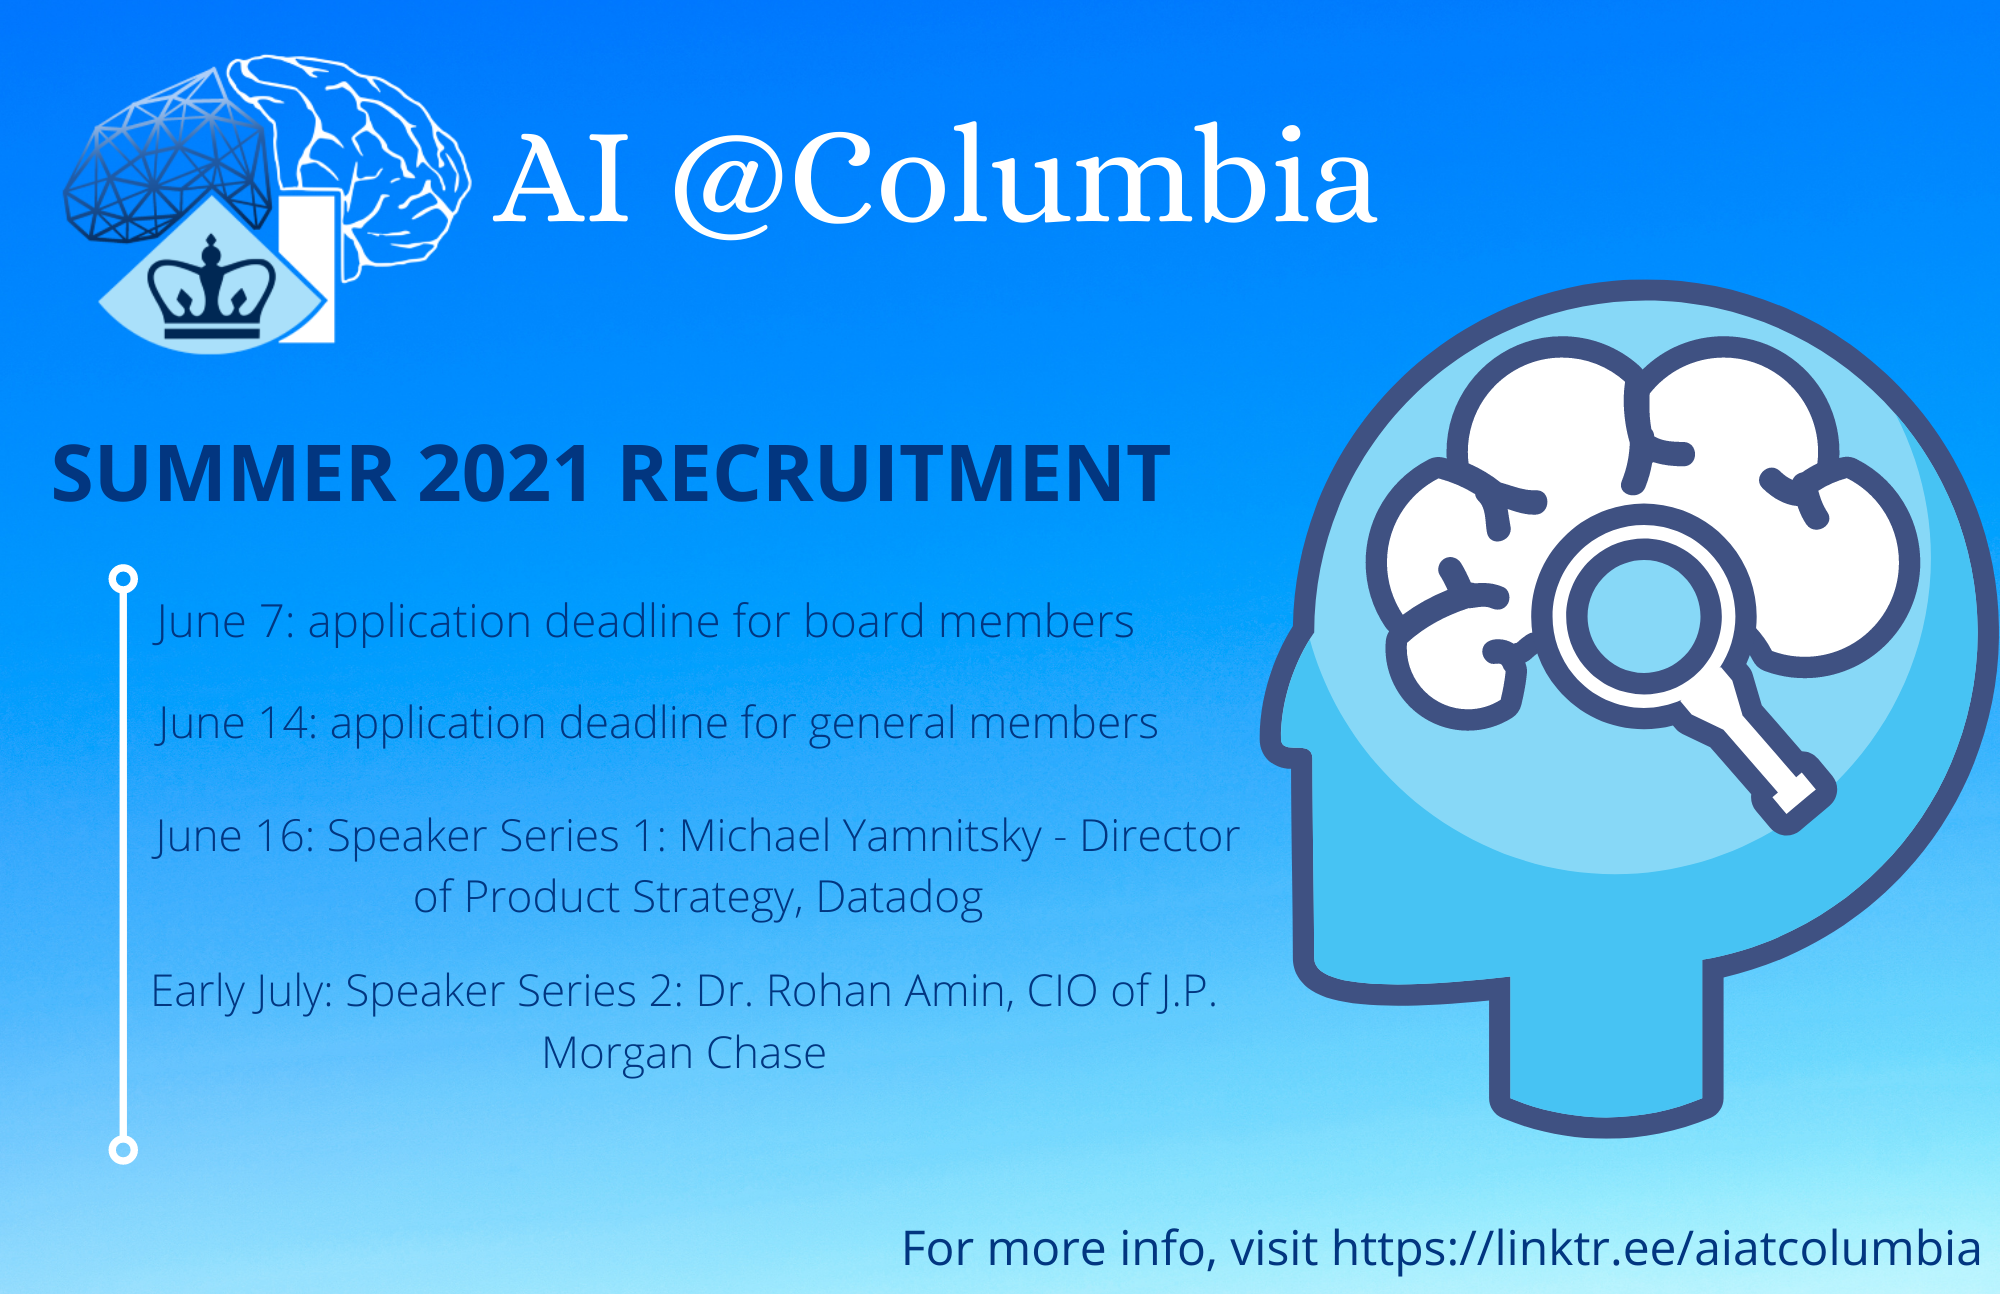 AI @Columbia
SUMMER 2021 RECRUITMENT
June 7: application deadline for board members
June 14: application deadline for general members
June 16: Speaker Series 1: Michael Yamnitsky - Director
of Product Strategy, Datadog
Early July: Speaker Series 2: Dr. Rohan Amin, CIO of J.P.
Morgan Chase
For more info, visit https://linktr.ee/aiatcolumbia